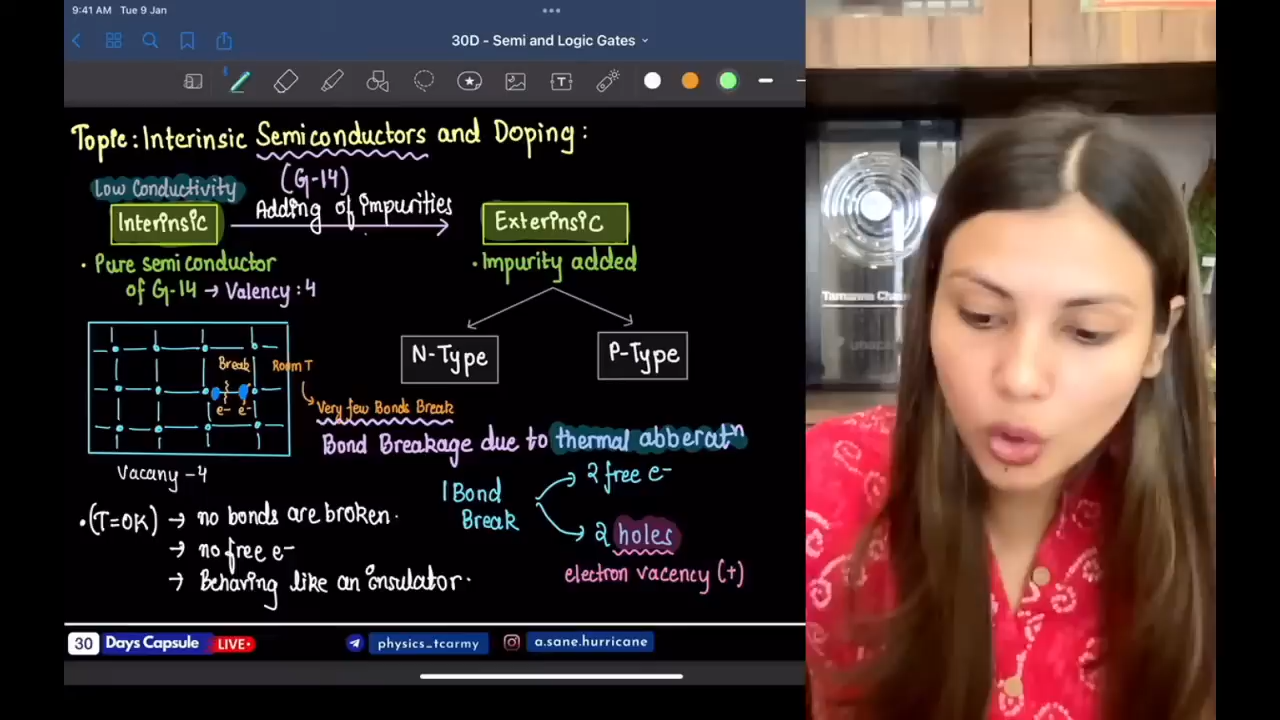 9:41 AM Tue 9 Jan
30D - Semi and Logic Gates
Topic: Interinsic Semiconductors and Doping:
Low Conductivity
(G-14)
Adding of impurities
Interinsic
Exterinsic
• Pure semiconductor
of G-14 → Valency: 4
• Impurity added
N-Type
P-Type
Break
Room T
e- e-
Very few Bonds Break
Bond Breakage due to thermal abberatn
Vacany - 4
1 Bond
Break
2 free e-
2 holes
electron vacency (+)
• (T=0K) → no bonds are broken.
→ no free e-
→ Behaving like an insulator.
30 Days Capsule LIVE
physics_tcarmy
a.sane.hurricane